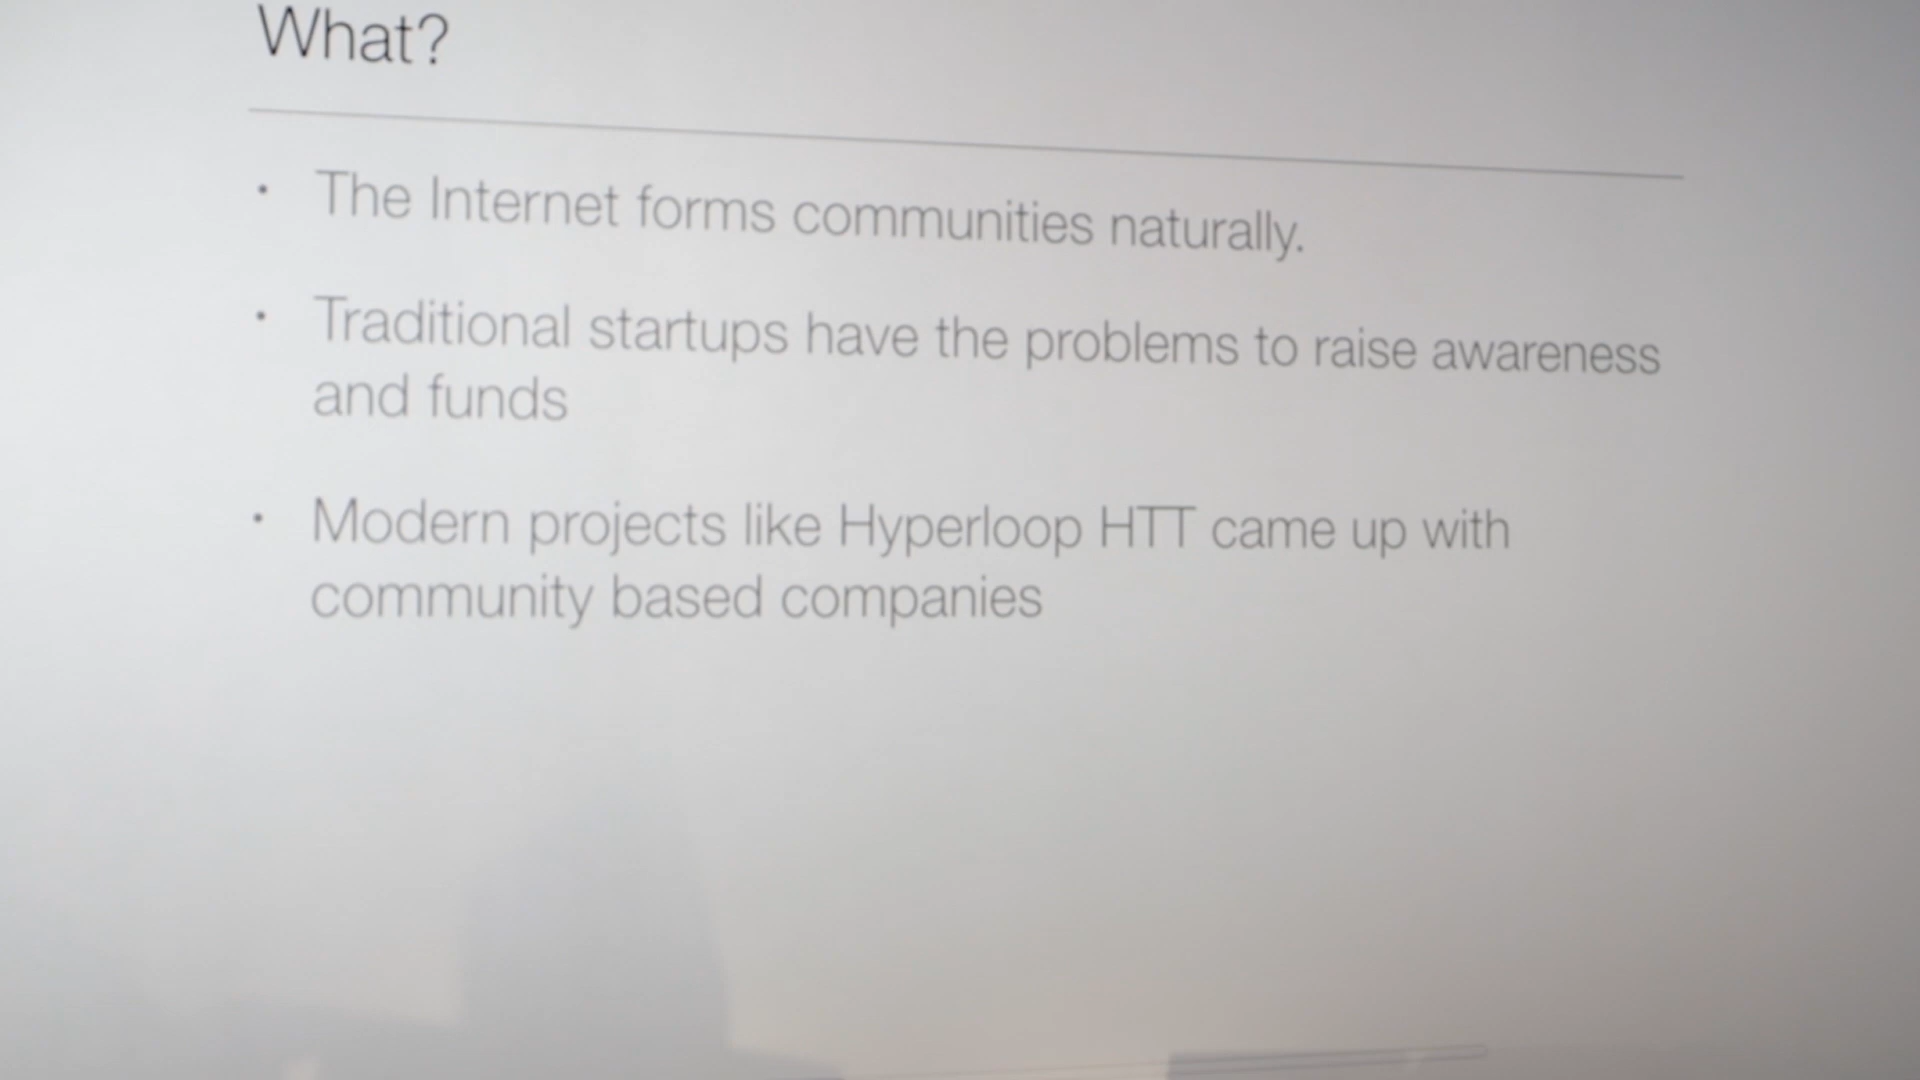 What?
• The Internet forms communities naturally.
• Traditional startups have the problems to raise awareness
and funds
• Modern projects like Hyperloop HTT came up with
community based companies